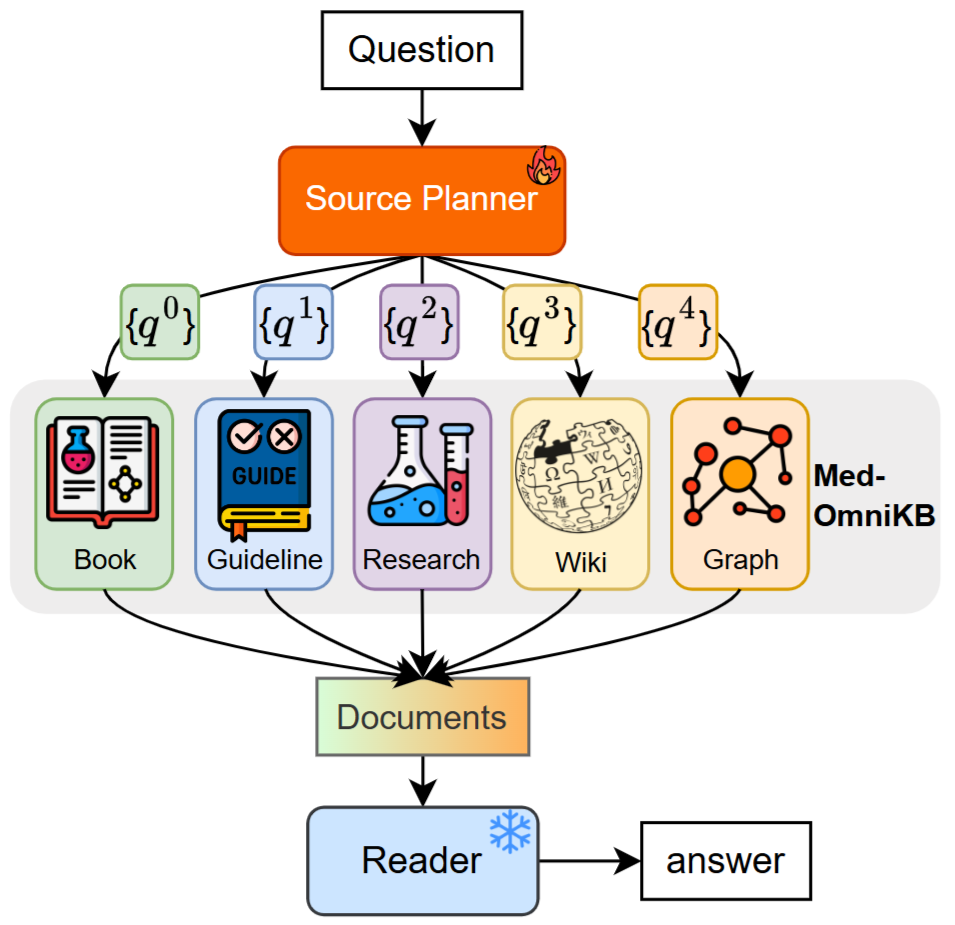 Question
Source Planner
{q^0} {q^1} {q^2} {q^3} {q^4}
GUIDE
Ω W И 維
Book Guideline Research Wiki Graph
Med-
OmniKB
Documents
Reader
answer